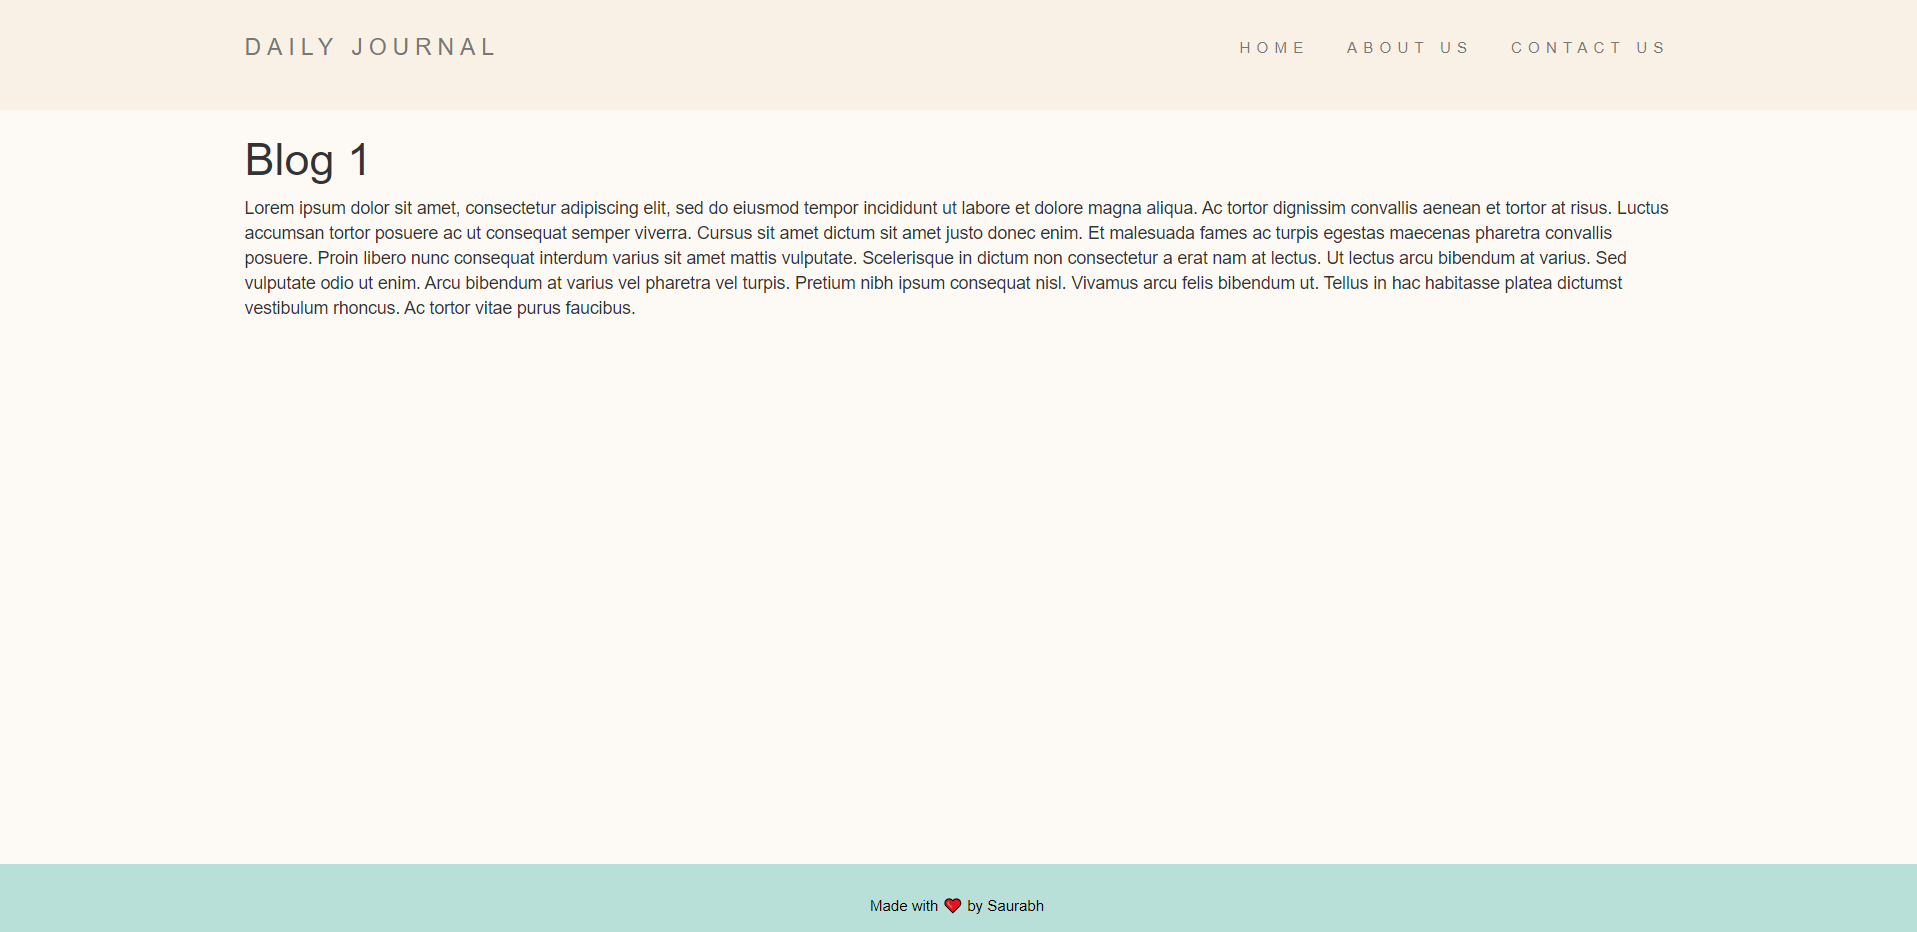 DAILY JOURNAL
HOME ABOUT US CONTACT US
Blog 1
Lorem ipsum dolor sit amet, consectetur adipiscing elit, sed do eiusmod tempor incididunt ut labore et dolore magna aliqua. Ac tortor dignissim convallis aenean et tortor at risus. Luctus
accumsan tortor posuere ac ut consequat semper viverra. Cursus sit amet dictum sit amet justo donec enim. Et malesuada fames ac turpis egestas maecenas pharetra convallis
posuere. Proin libero nunc consequat interdum varius sit amet mattis vulputate. Scelerisque in dictum non consectetur a erat nam at lectus. Ut lectus arcu bibendum at varius. Sed
vulputate odio ut enim. Arcu bibendum at varius vel pharetra vel turpis. Pretium nibh ipsum consequat nisl. Vivamus arcu felis bibendum ut. Tellus in hac habitasse platea dictumst
vestibulum rhoncus. Ac tortor vitae purus faucibus.
Made with ❤️ by Saurabh